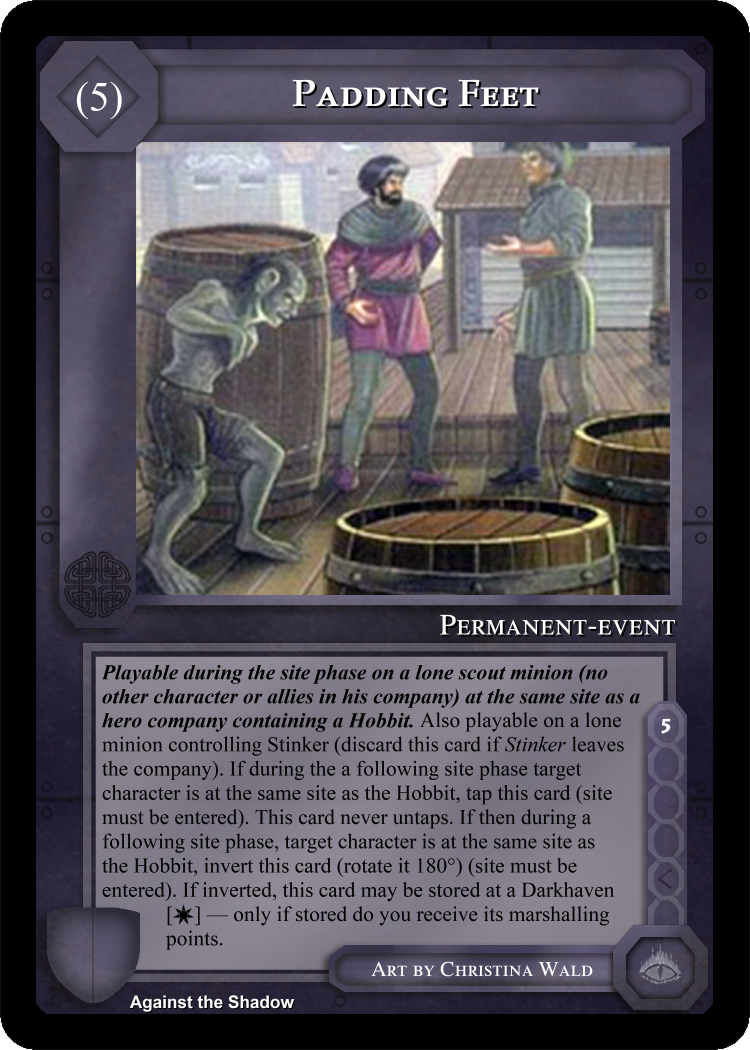 (5)
PADDING FEET
PERMANENT-EVENT
Playable during the site phase on a lone scout minion (no
other character or allies in his company) at the same site as a
hero company containing a Hobbit. Also playable on a lone
minion controlling Stinker (discard this card if Stinker leaves
the company). If during the a following site phase target
character is at the same site as the Hobbit, tap this card (site
must be entered). This card never untaps. If then during a
following site phase, target character is at the same site as
the Hobbit, invert this card (rotate it 180°) (site must be
entered). If inverted, this card may be stored at a Darkhaven
[✷] — only if stored do you receive its marshalling
points.
5
ART BY CHRISTINA WALD
Against the Shadow